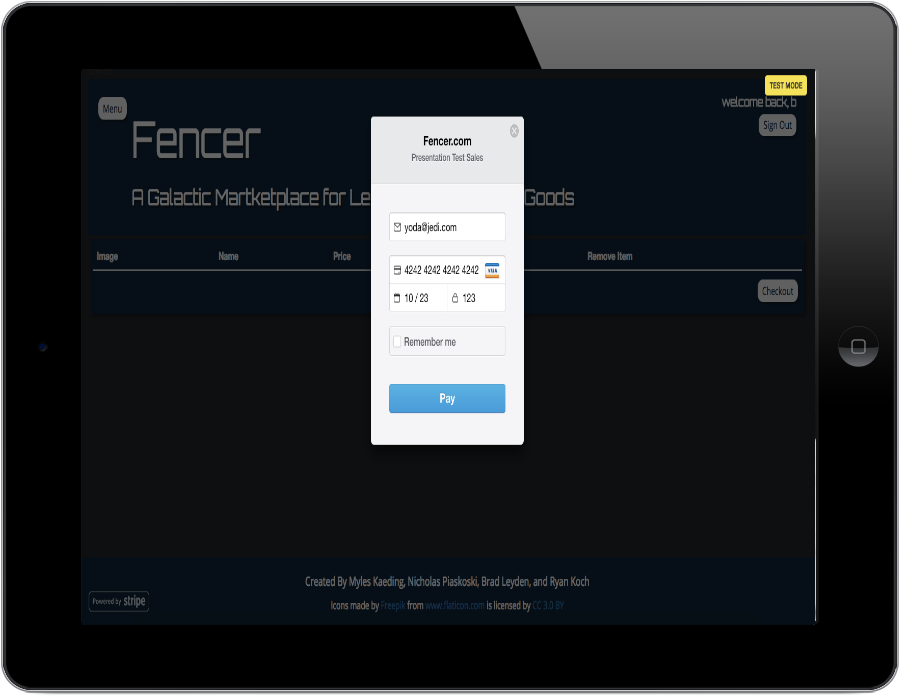 TEST MODE
welcome back, b
Menu
Sign Out
Fencer
A Galactic Martketplace for Le
Goods
Fencer.com
Presentation Test Sales
yoda@jedi.com
4242 4242 4242 4242 VISA
10 / 23 123
Remember me
Pay
Image Name Price Remove Item
Checkout
Created By Myles Kaeding, Nicholas Piaskoski, Brad Leyden, and Ryan Koch
Icons made by Freepik from www.flaticon.com is licensed by CC 3.0 BY
Powered by stripe